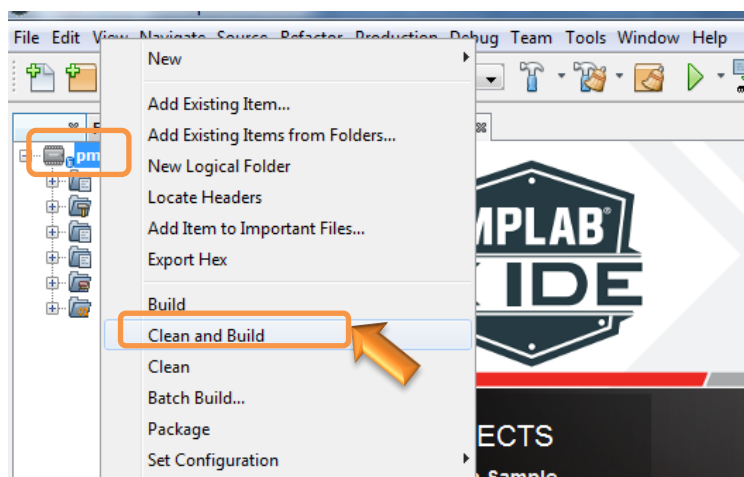 File Edit View Navigate Source Refactor Production Debug Team Tools Window Help
New
Add Existing Item...
Add Existing Items from Folders...
New Logical Folder
Locate Headers
Add Item to Important Files...
Export Hex
Build
Clean and Build
Clean
Batch Build...
Package
Set Configuration
pm
MPLAB®
IDE
ECTS
Sample